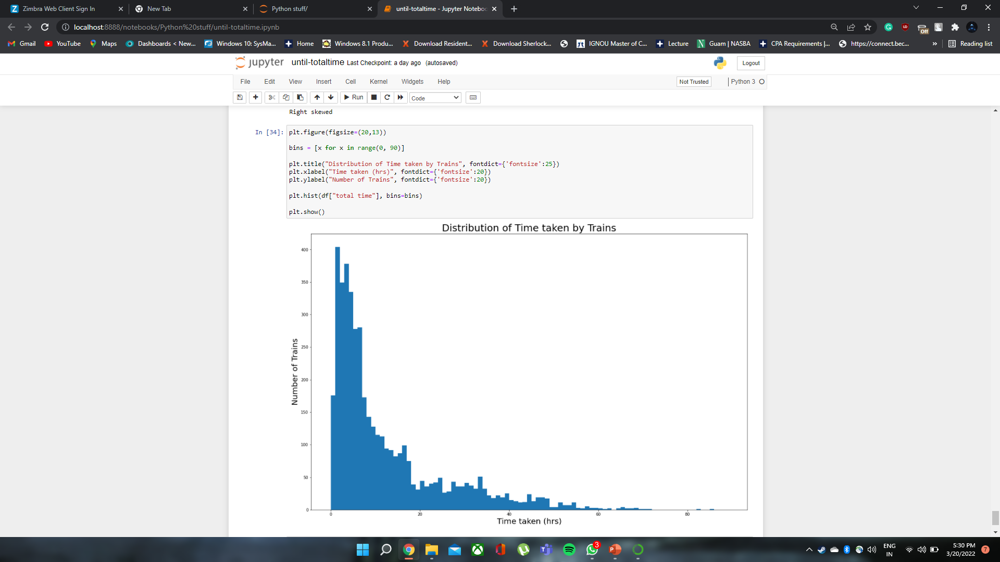 Zimbra Web Client Sign In
New Tab
Python stuff/
until-totaltime - Jupyter Noteboo
localhost:8888/notebooks/Python%20stuff/until-totaltime.ipynb
Off
Gmail
YouTube
Maps
Dashboards < New...
Windows 10: SysMa...
Home
Windows 8.1 Produ...
Download Resident...
Download Sherlock...
IGNOU Master of C...
Lecture
Guam | NASBA
CPA Requirements |...
https://connect.bec...
»
Reading list
jupyter
until-totaltime Last Checkpoint: a day ago (autosaved)
Logout
File
Edit
View
Insert
Cell
Kernel
Widgets
Help
Not Trusted
Python 3
Run
Code
Right skewed
In [34]:
plt.figure(figsize=(20,13))
bins = [x for x in range(0, 90)]
plt.title("Distribution of Time taken by Trains", fontdict={'fontsize':25})
plt.xlabel("Time taken (hrs)", fontdict={'fontsize':20})
plt.ylabel("Number of Trains", fontdict={'fontsize':20})
plt.hist(df["total time"], bins=bins)
plt.show()
Distribution of Time taken by Trains
400
350
300
250
200
150
100
50
0
Number of Trains
0
20
40
60
80
Time taken (hrs)
3
ENG
IN
5:30 PM
3/20/2022
7